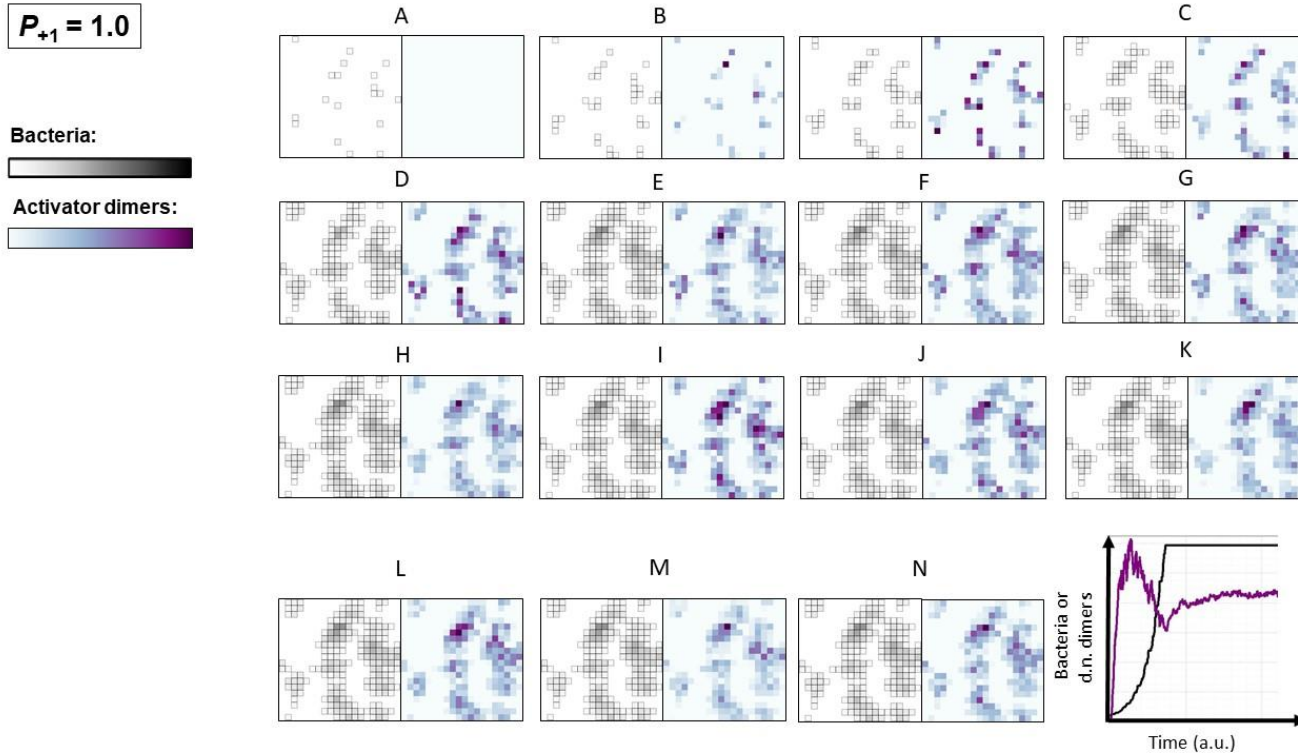 P+1 = 1.0
A
B
C
Bacteria:
Activator dimers:
D
E
F
G
H
I
J
K
L
M
N
Bacteria or
d.n. dimers
Time (a.u.)